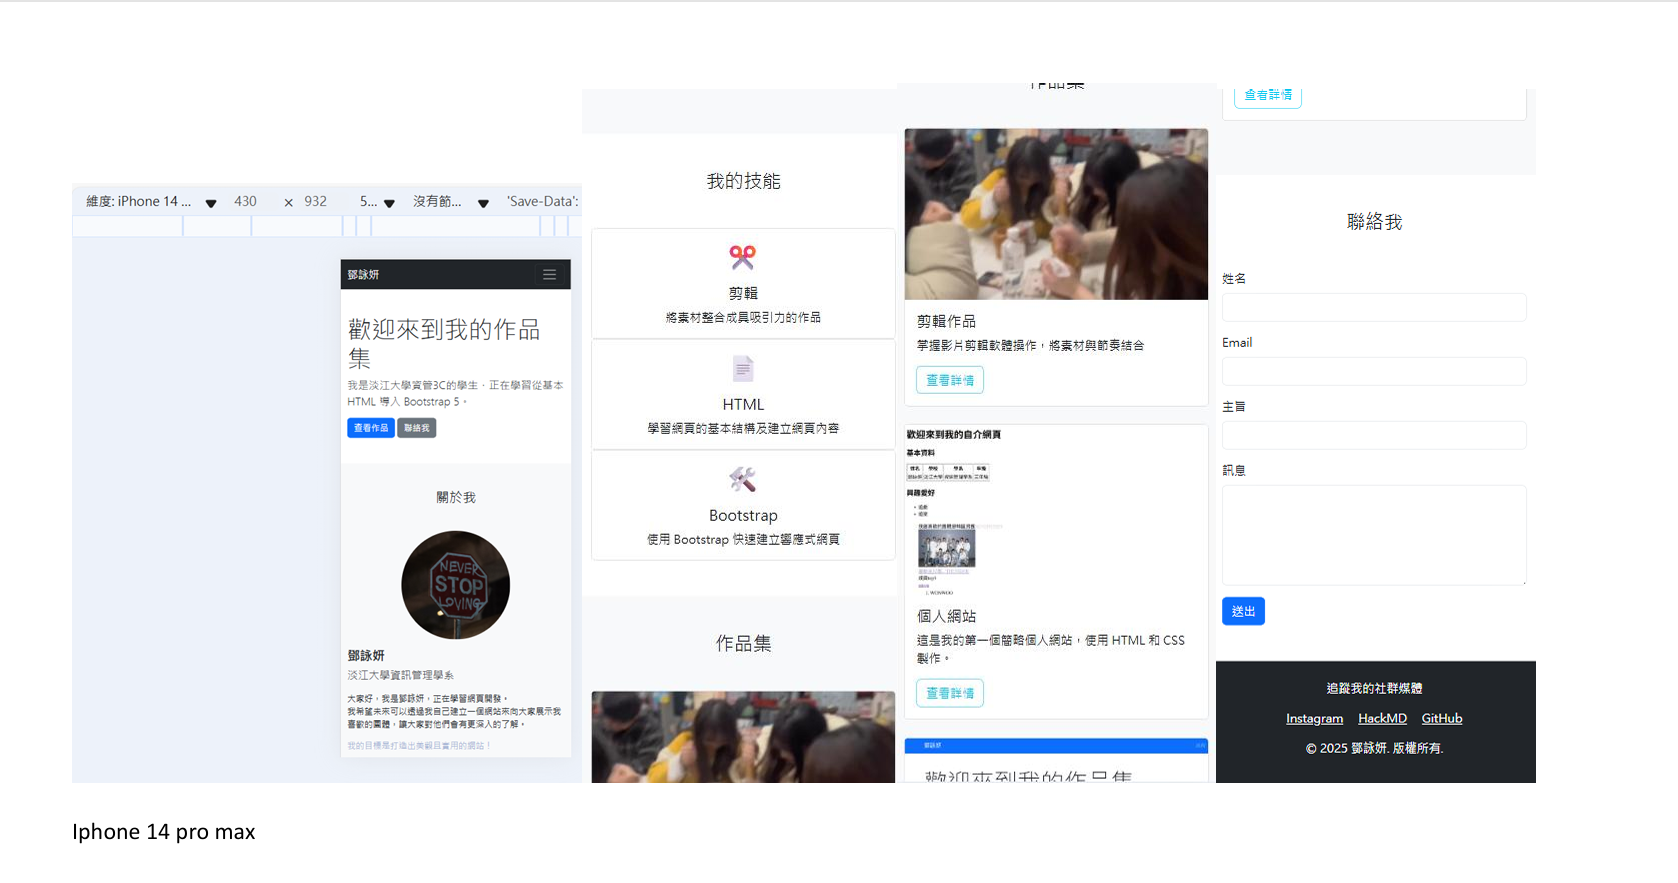 維度: iPhone 14 ... 430 × 932 5... 沒有節... 'Save-Data':
鄧詠妍
歡迎來到我的作品
集
我是淡江大學資管3C的學生，正在學習從基本
HTML 導入 Bootstrap 5。
查看作品 聯絡我
關於我
NEVER
STOP
LOVING
鄧詠妍
淡江大學資訊管理學系
大家好，我是鄧詠妍，正在學習網頁開發。
我希望未來可以透過我自己建立一個網站來向大家展示我
喜歡的團體，讓大家對他們會有更深入的了解。
我的目標是打造出美觀且實用的網站！
我的技能
剪輯
將素材整合成具吸引力的作品
HTML
學習網頁的基本結構及建立網頁內容
Bootstrap
使用 Bootstrap 快速建立響應式網頁
作品集
作品集
剪輯作品
掌握影片剪輯軟體操作，將素材與節奏結合
查看詳情
歡迎來到我的自介網頁
基本資料
興趣愛好
個人網站
這是我的第一個簡略個人網站，使用 HTML 和 CSS
製作。
查看詳情
鄧詠妍
歡迎來到我的作品集
查看詳情
聯絡我
姓名
Email
主旨
訊息
送出
追蹤我的社群媒體
Instagram HackMD GitHub
© 2025 鄧詠妍. 版權所有.
Iphone 14 pro max